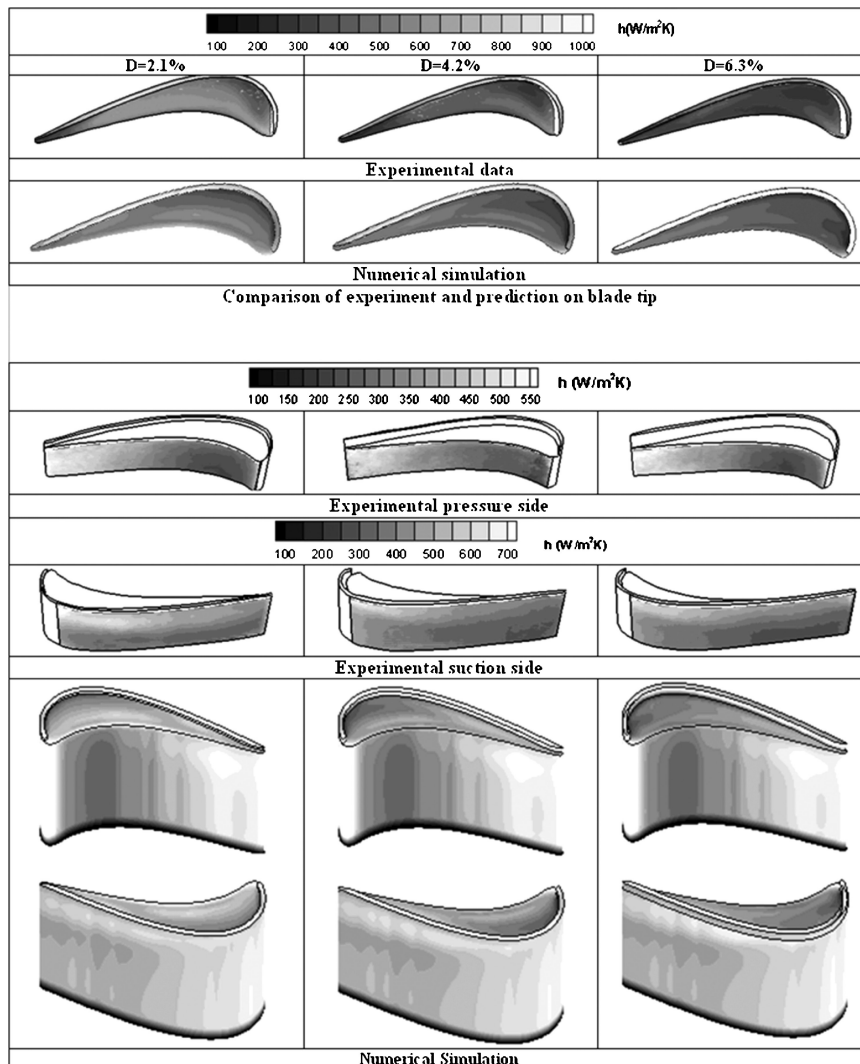 h(W/m²K)
100 200 300 400 500 600 700 800 900 1000
D=2.1% D=4.2% D=6.3%
Experimental data
Numerical simulation
Comparison of experiment and prediction on blade tip
h (W/m²K)
100 150 200 250 300 350 400 450 500 550
Experimental pressure side
h (W/m²K)
100 200 300 400 500 600 700
Experimental suction side
Numerical Simulation